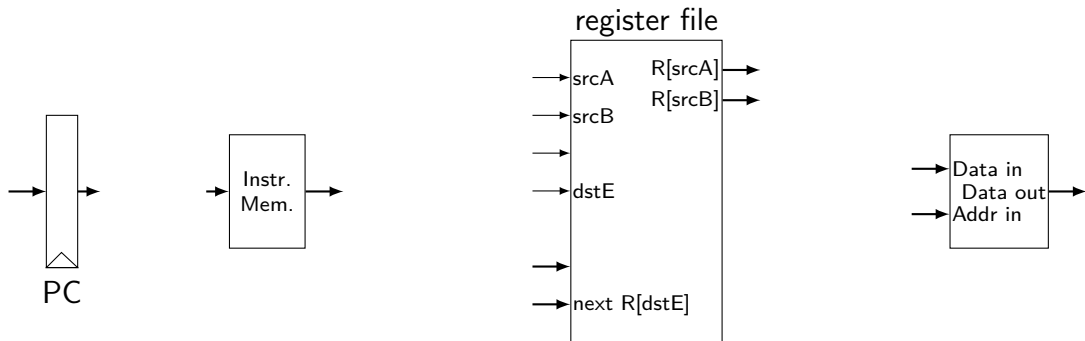 register file
srcA
R[srcA]
srcB
R[srcB]
dstE
next R[dstE]
Instr.
Mem.
PC
Data in
Data out
Addr in